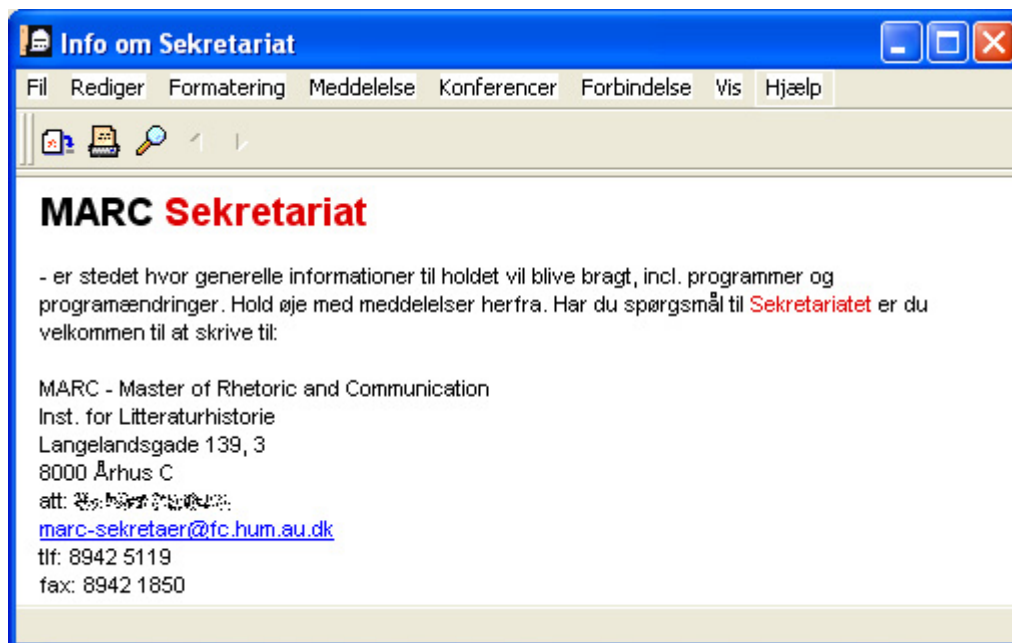 Info om Sekretariat
Fil Rediger Formatering Meddelelse Konferencer Forbindelse Vis Hjælp
MARC Sekretariat
- er stedet hvor generelle informationer til holdet vil blive bragt, incl. programmer og
programændringer. Hold øje med meddelelser herfra. Har du spørgsmål til Sekretariatet er du
velkommen til at skrive til:
MARC - Master of Rhetoric and Communication
Inst. for Litteraturhistorie
Langelandsgade 139, 3
8000 Århus C
att:
marc-sekretaer@fc.hum.au.dk
tlf: 8942 5119
fax: 8942 1850